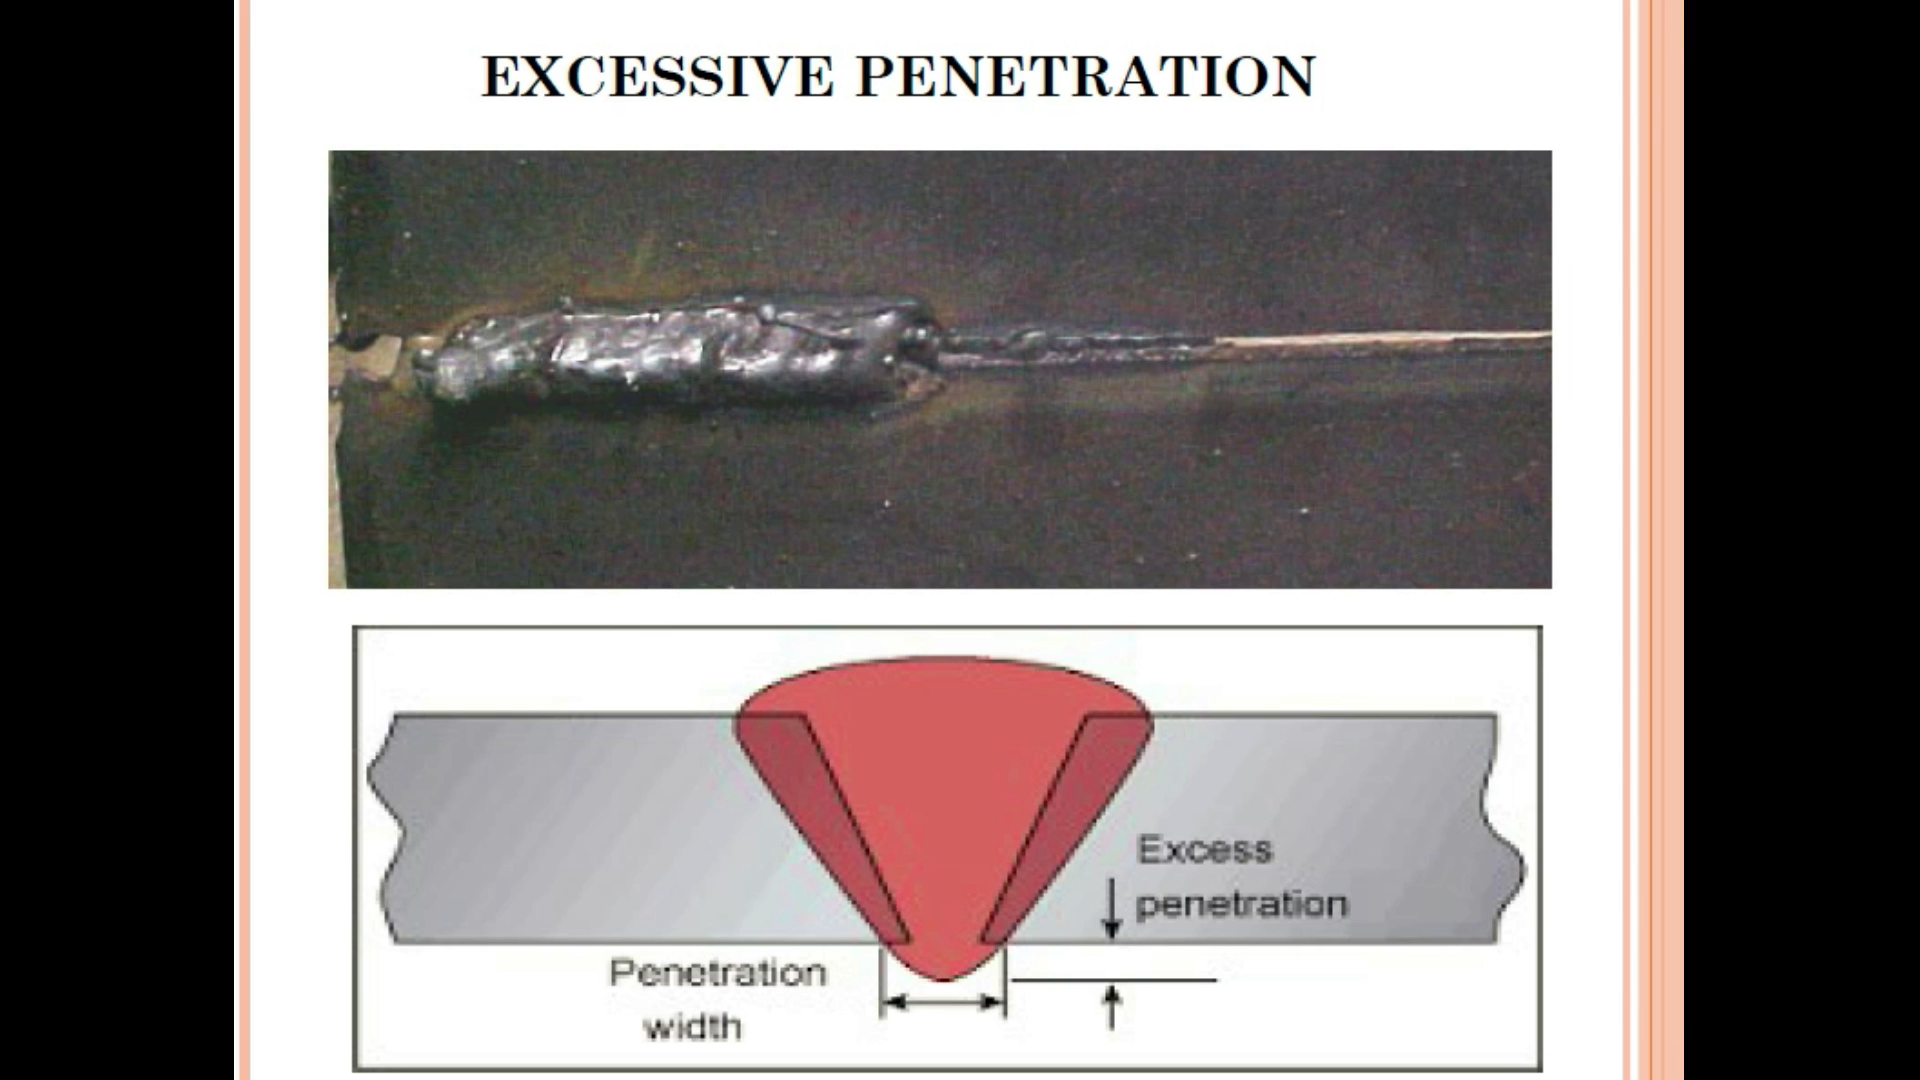 EXCESSIVE PENETRATION
Excess
penetration
Penetration
width